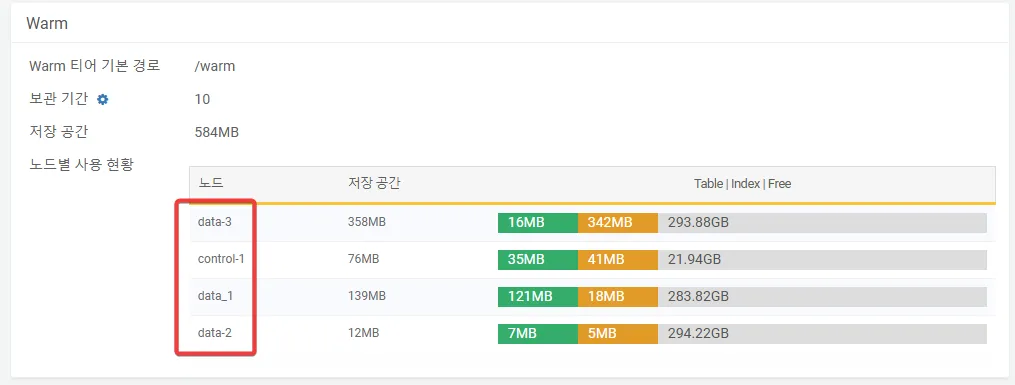 Warm
Warm 티어 기본 경로 /warm
보관 기간 10
저장 공간 584MB
노드별 사용 현황
노드 저장 공간 Table | Index | Free
data-3 358MB 16MB 342MB 293.88GB
control-1 76MB 35MB 41MB 21.94GB
data_1 139MB 121MB 18MB 283.82GB
data-2 12MB 7MB 5MB 294.22GB